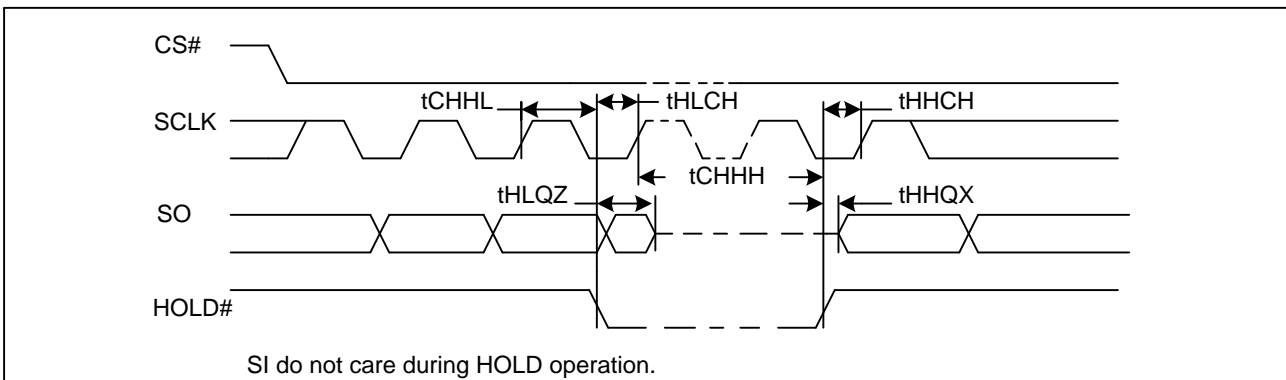 CS#
tCHHL tHLCH tHHCH
SCLK
tCHHH
tHLQZ tHHQX
SO
HOLD#
SI do not care during HOLD operation.